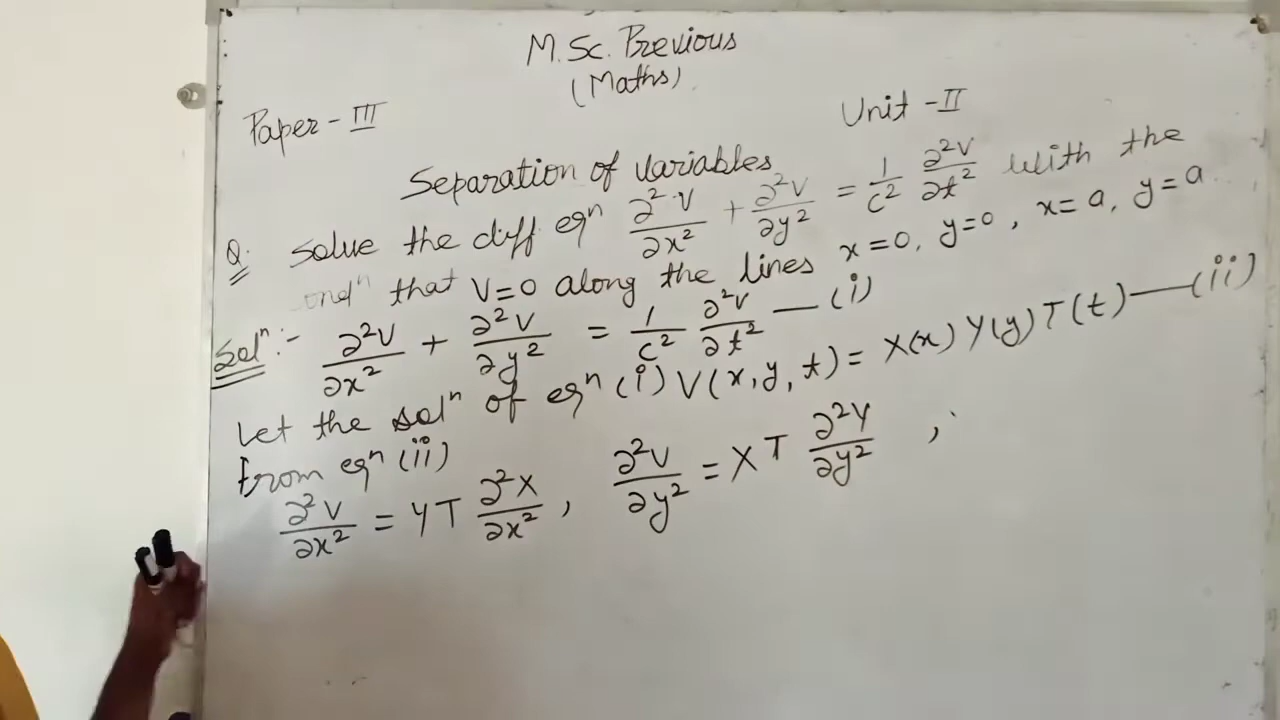 M.Sc. Previous
(Maths)
Paper - III
Unit - II
Separation of variables
Q. Solve the diff eqⁿ ∂²V/∂x² + ∂²V/∂y² = 1/c² ∂²V/∂t² with the
ondⁿ that V=0 along the lines x=0, y=0, x=a, y=a.
Solⁿ:- ∂²V/∂x² + ∂²V/∂y² = 1/c² ∂²V/∂t² — (i)
Let the solⁿ of eqⁿ (i) V(x,y,t) = X(x) Y(y) T(t) — (ii)
from eqⁿ (ii)
∂²V/∂x² = YT ∂²X/∂x² , ∂²V/∂y² = XT ∂²Y/∂y² ,